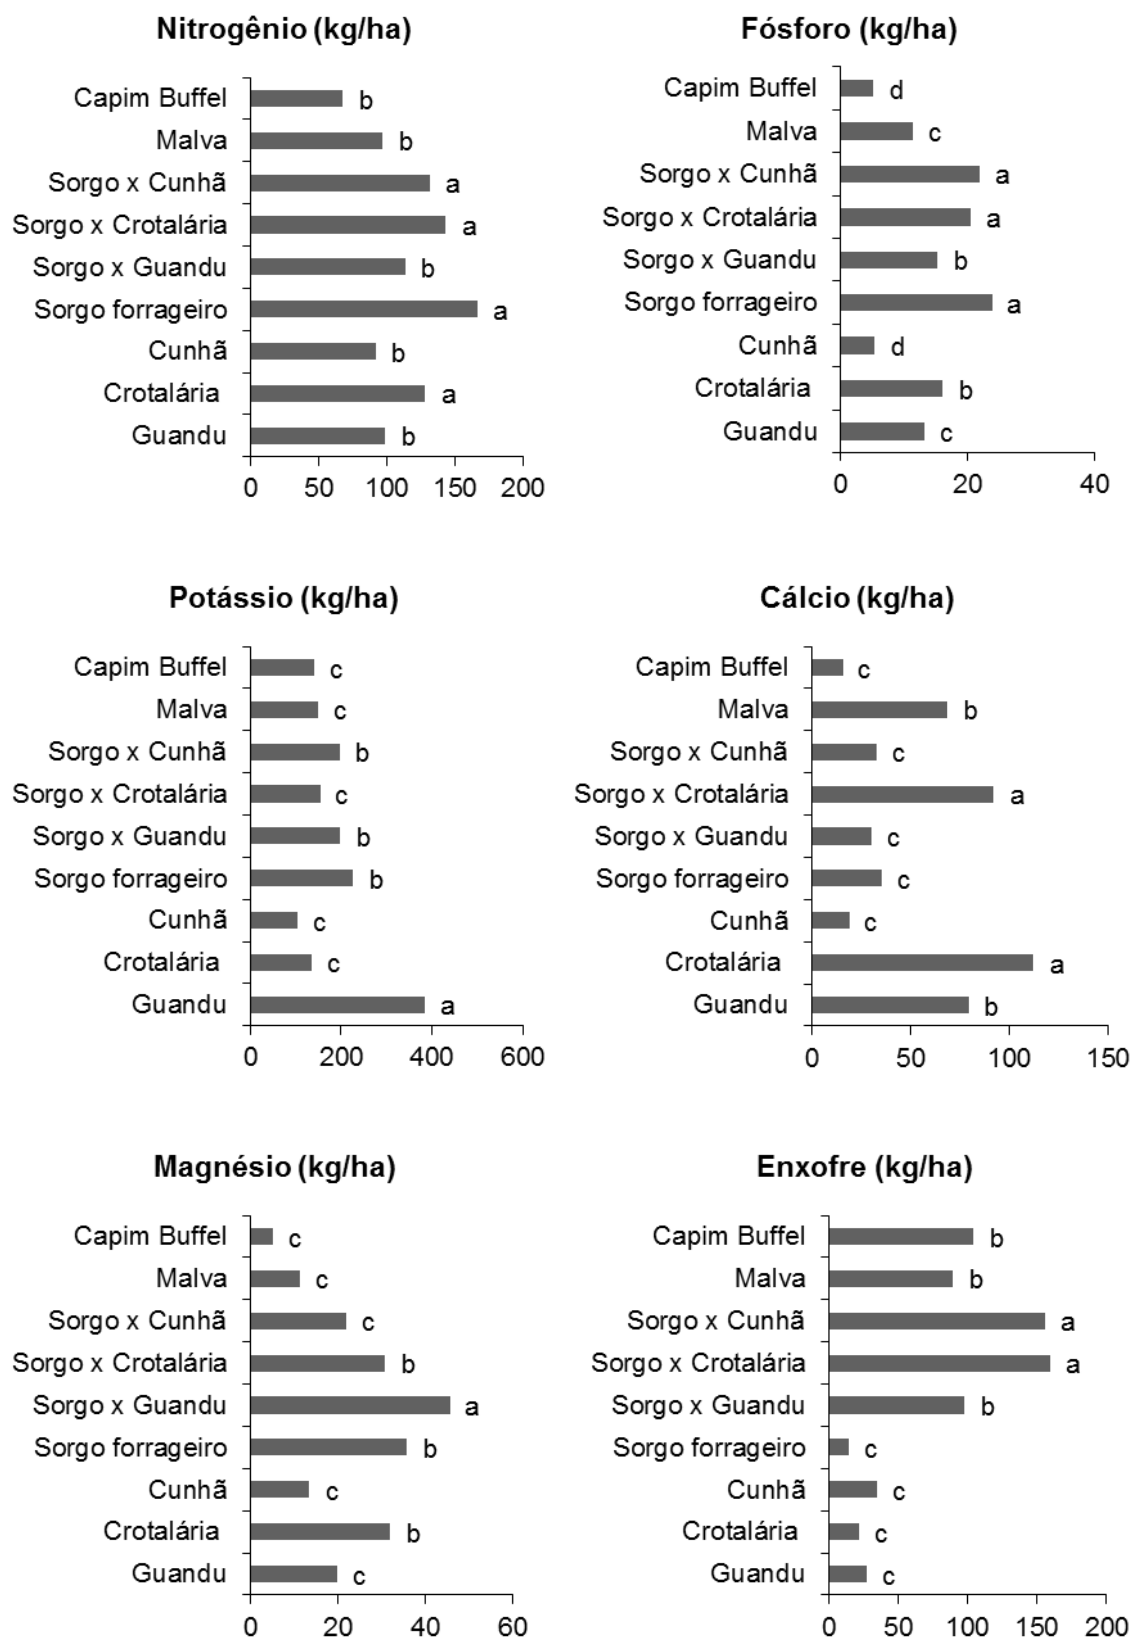 Nitrogênio (kg/ha)
Capim Buffel b
Malva b
Sorgo x Cunhã a
Sorgo x Crotalária a
Sorgo x Guandu b
Sorgo forrageiro a
Cunhã b
Crotalária a
Guandu b
0 50 100 150 200
Fósforo (kg/ha)
Capim Buffel d
Malva c
Sorgo x Cunhã a
Sorgo x Crotalária a
Sorgo x Guandu b
Sorgo forrageiro a
Cunhã d
Crotalária b
Guandu c
0 20 40
Potássio (kg/ha)
Capim Buffel c
Malva c
Sorgo x Cunhã b
Sorgo x Crotalária c
Sorgo x Guandu b
Sorgo forrageiro b
Cunhã c
Crotalária c
Guandu a
0 200 400 600
Cálcio (kg/ha)
Capim Buffel c
Malva b
Sorgo x Cunhã c
Sorgo x Crotalária a
Sorgo x Guandu c
Sorgo forrageiro c
Cunhã c
Crotalária a
Guandu b
0 50 100 150
Magnésio (kg/ha)
Capim Buffel c
Malva c
Sorgo x Cunhã c
Sorgo x Crotalária b
Sorgo x Guandu a
Sorgo forrageiro b
Cunhã c
Crotalária b
Guandu c
0 20 40 60
Enxofre (kg/ha)
Capim Buffel b
Malva b
Sorgo x Cunhã a
Sorgo x Crotalária a
Sorgo x Guandu b
Sorgo forrageiro c
Cunhã c
Crotalária c
Guandu c
0 50 100 150 200